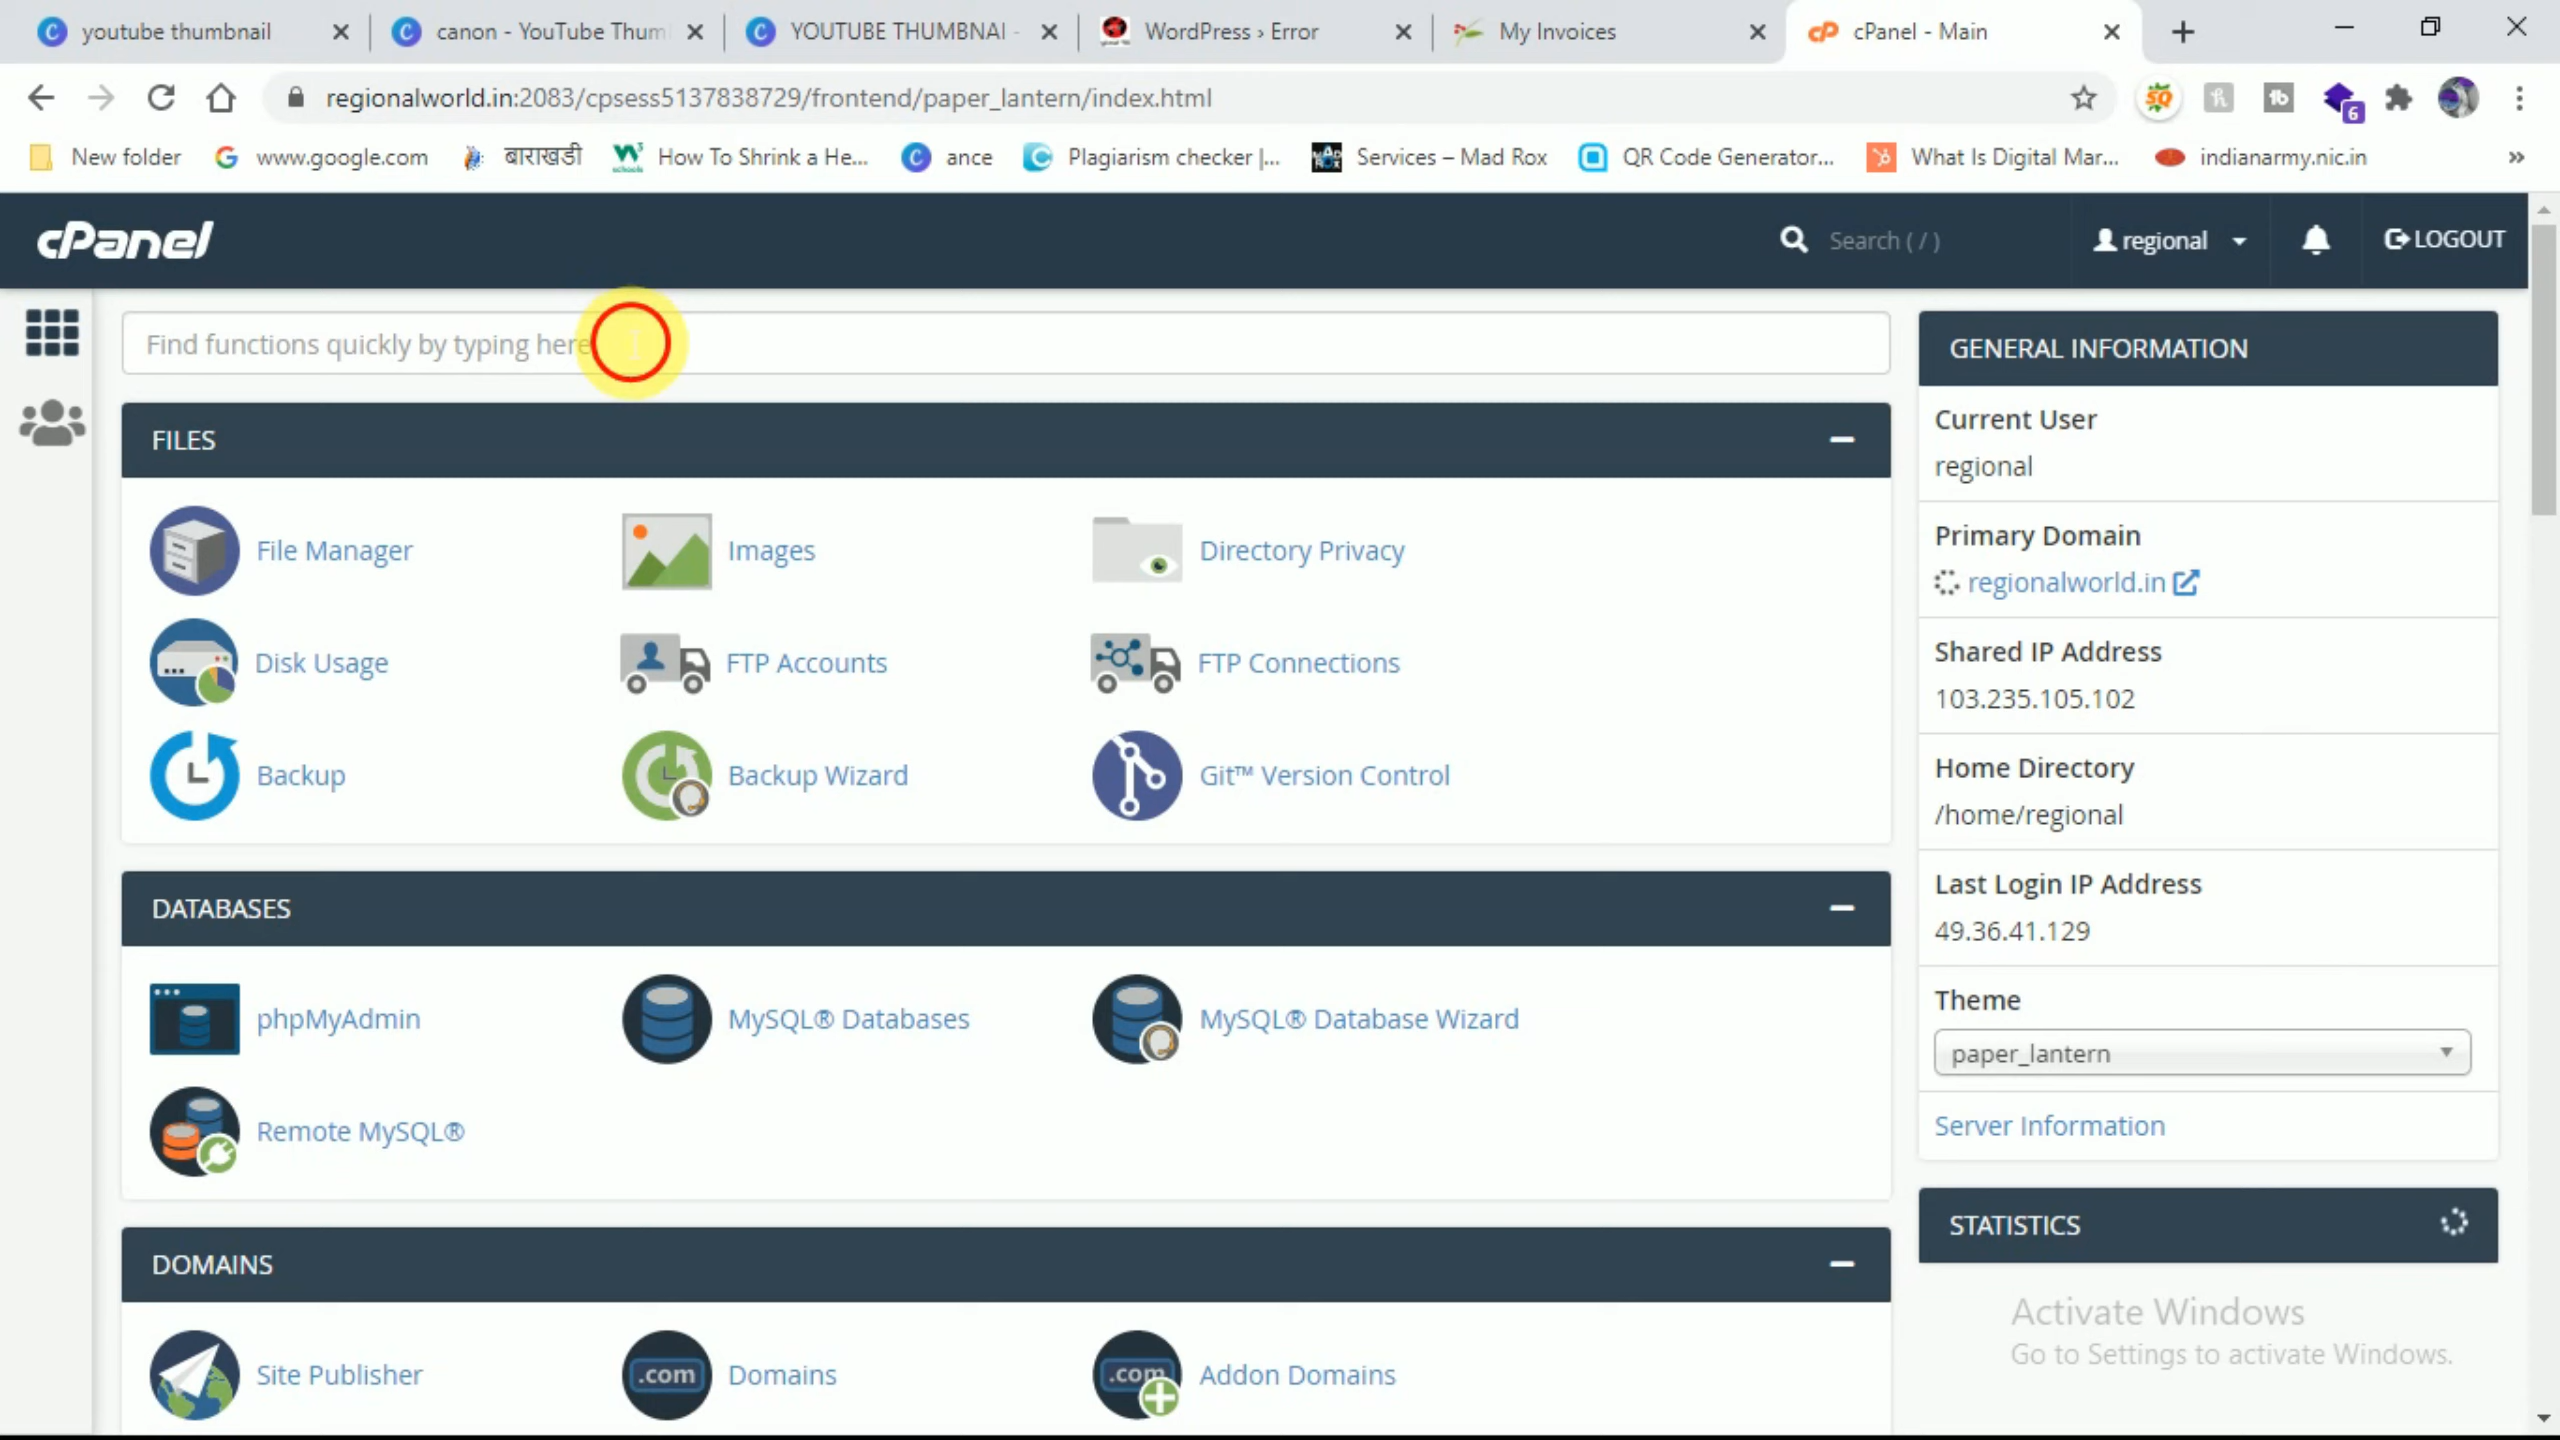 youtube thumbnail
canon - YouTube Thum
YOUTUBE THUMBNAI -
WordPress › Error
My Invoices
cPanel - Main
regionalworld.in:2083/cpsess5137838729/frontend/paper_lantern/index.html
6
New folder
www.google.com
बाराखडी
How To Shrink a He...
ance
Plagiarism checker |...
Services – Mad Rox
QR Code Generator...
What Is Digital Mar...
indianarmy.nic.in
»
cPanel
Search ( / )
regional
LOGOUT
Find functions quickly by typing here
FILES
File Manager
Images
Directory Privacy
Disk Usage
FTP Accounts
FTP Connections
Backup
Backup Wizard
Git™ Version Control
DATABASES
phpMyAdmin
MySQL® Databases
MySQL® Database Wizard
Remote MySQL®
DOMAINS
Site Publisher
.com
Domains
.com
Addon Domains
GENERAL INFORMATION
Current User
regional
Primary Domain
regionalworld.in
Shared IP Address
103.235.105.102
Home Directory
/home/regional
Last Login IP Address
49.36.41.129
Theme
paper_lantern
Server Information
STATISTICS
Activate Windows
Go to Settings to activate Windows.